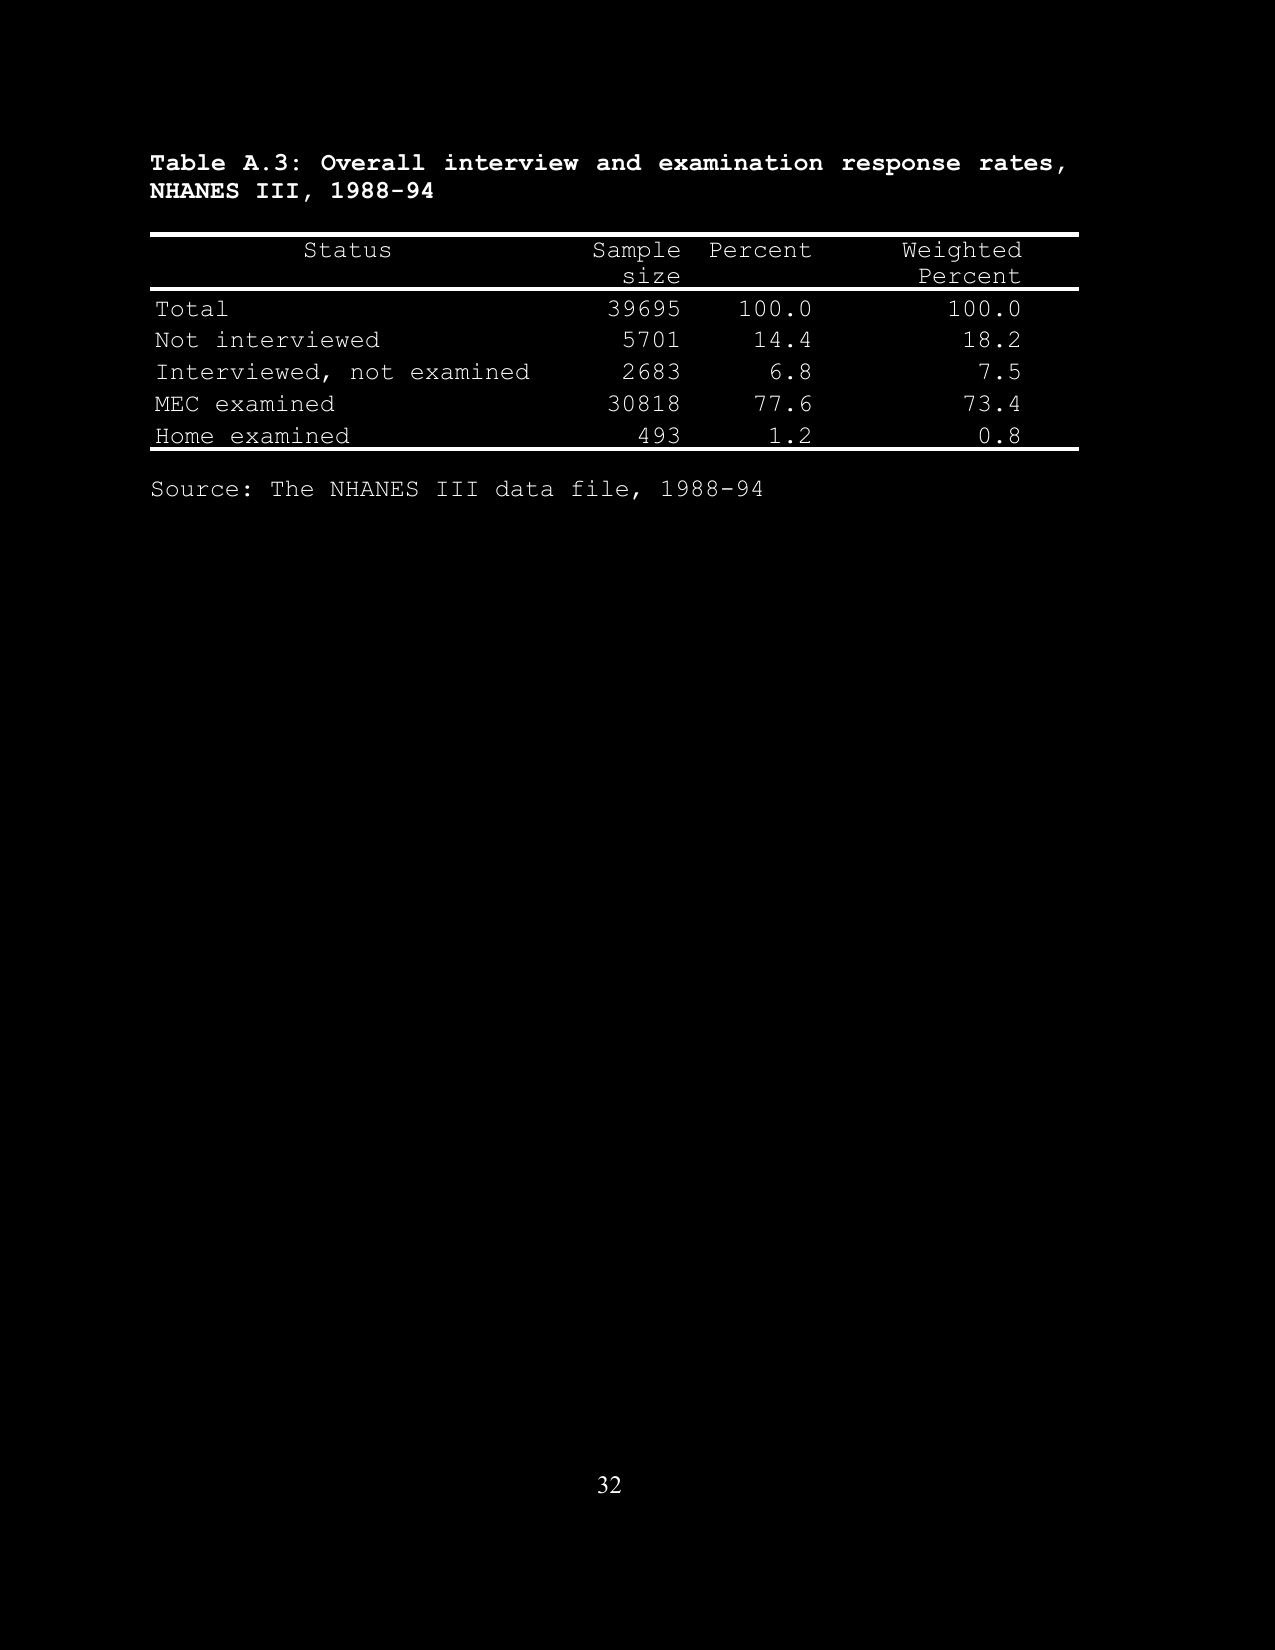 Table A.3: Overall interview and examination response rates,
NHANES III, 1988-94
Status Sample Percent Weighted
size Percent
Total 39695 100.0 100.0
Not interviewed 5701 14.4 18.2
Interviewed, not examined 2683 6.8 7.5
MEC examined 30818 77.6 73.4
Home examined 493 1.2 0.8
Source: The NHANES III data file, 1988-94
32